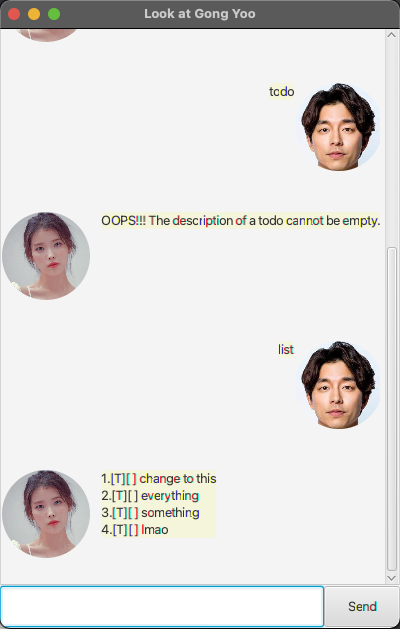 Look at Gong Yoo
todo
OOPS!!! The description of a todo cannot be empty.
list
1.[T][ ] change to this
2.[T][ ] everything
3.[T][ ] something
4.[T][ ] lmao
Send